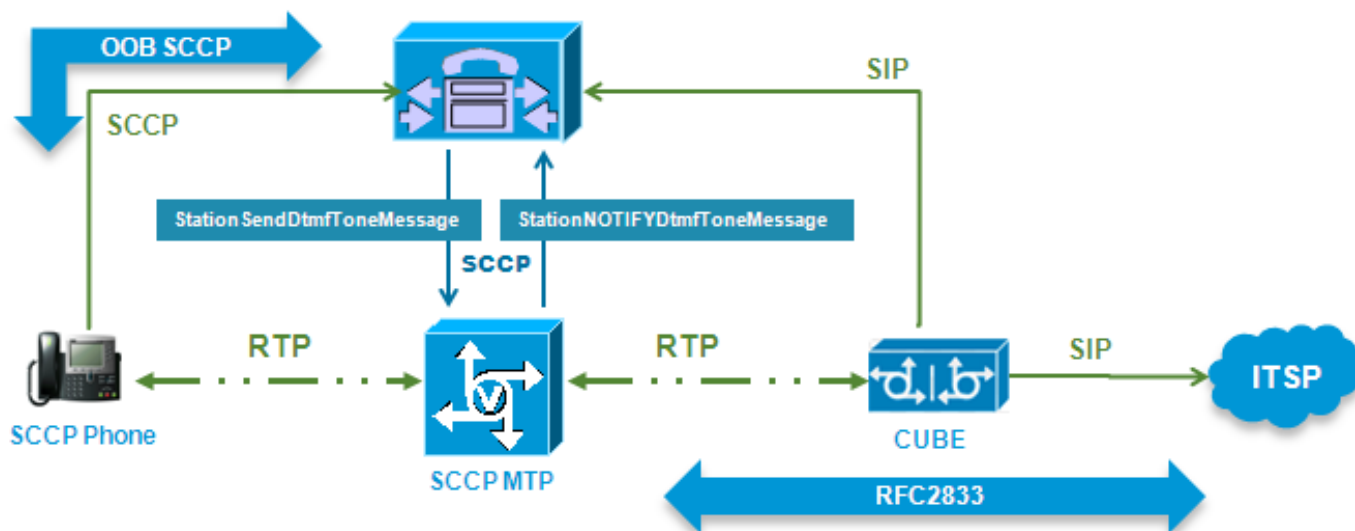 OOB SCCP
SIP
SCCP
StationSendDtmfToneMessage
StationNOTIFYDtmfToneMessage
SCCP
RTP
RTP
SIP
ITSP
SCCP Phone
CUBE
SCCP MTP
RFC2833